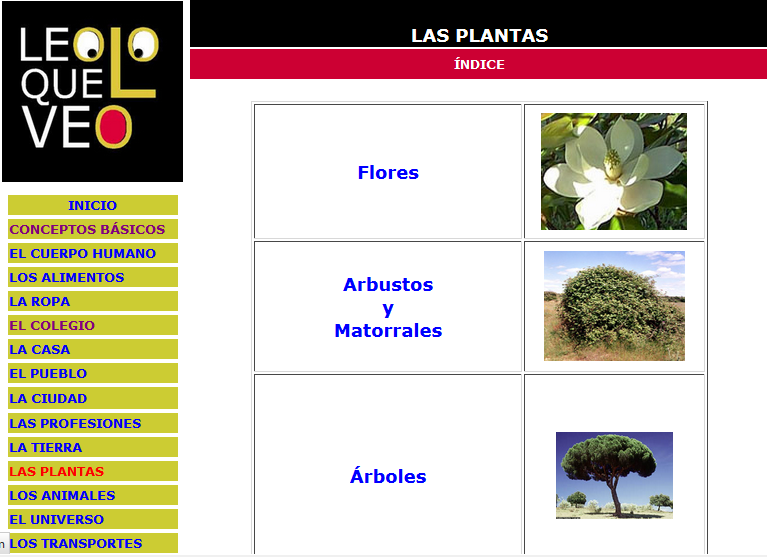 LEO LO
QUE
VEO
INICIO
CONCEPTOS BÁSICOS
EL CUERPO HUMANO
LOS ALIMENTOS
LA ROPA
EL COLEGIO
LA CASA
EL PUEBLO
LA CIUDAD
LAS PROFESIONES
LA TIERRA
LAS PLANTAS
LOS ANIMALES
EL UNIVERSO
LOS TRANSPORTES
LAS PLANTAS
ÍNDICE
Flores
Arbustos
y
Matorrales
Árboles